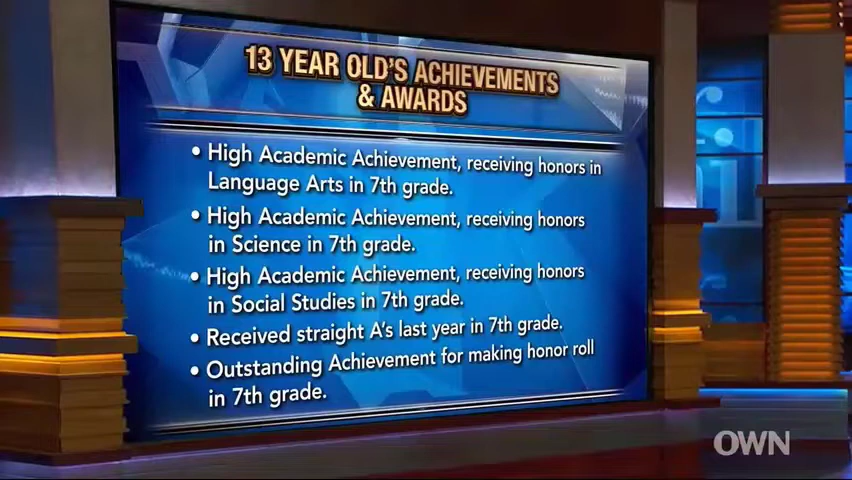 13 YEAR OLD'S ACHIEVEMENTS
& AWARDS
• High Academic Achievement, receiving honors in
Language Arts in 7th grade.
• High Academic Achievement, receiving honors
in Science in 7th grade.
• High Academic Achievement, receiving honors
in Social Studies in 7th grade.
• Received straight A's last year in 7th grade.
• Outstanding Achievement for making honor roll
in 7th grade.
OWN